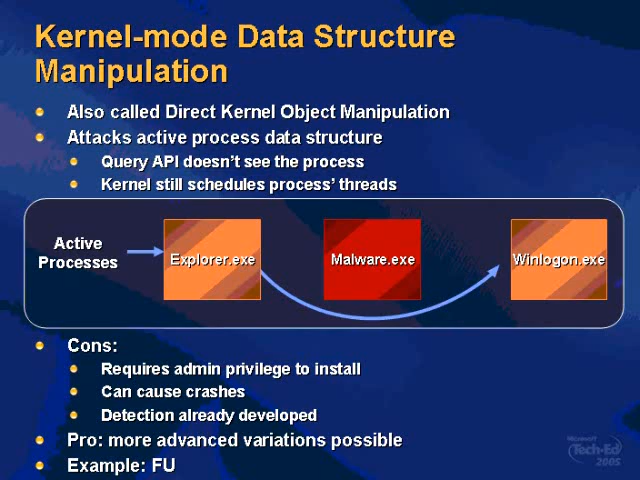 Kernel-mode Data Structure
Manipulation
Also called Direct Kernel Object Manipulation
Attacks active process data structure
Query API doesn't see the process
Kernel still schedules process' threads
Active
Processes
Explorer.exe
Malware.exe
Winlogon.exe
Cons:
Requires admin privilege to install
Can cause crashes
Detection already developed
Pro: more advanced variations possible
Example: FU
Microsoft
Tech·Ed
2005